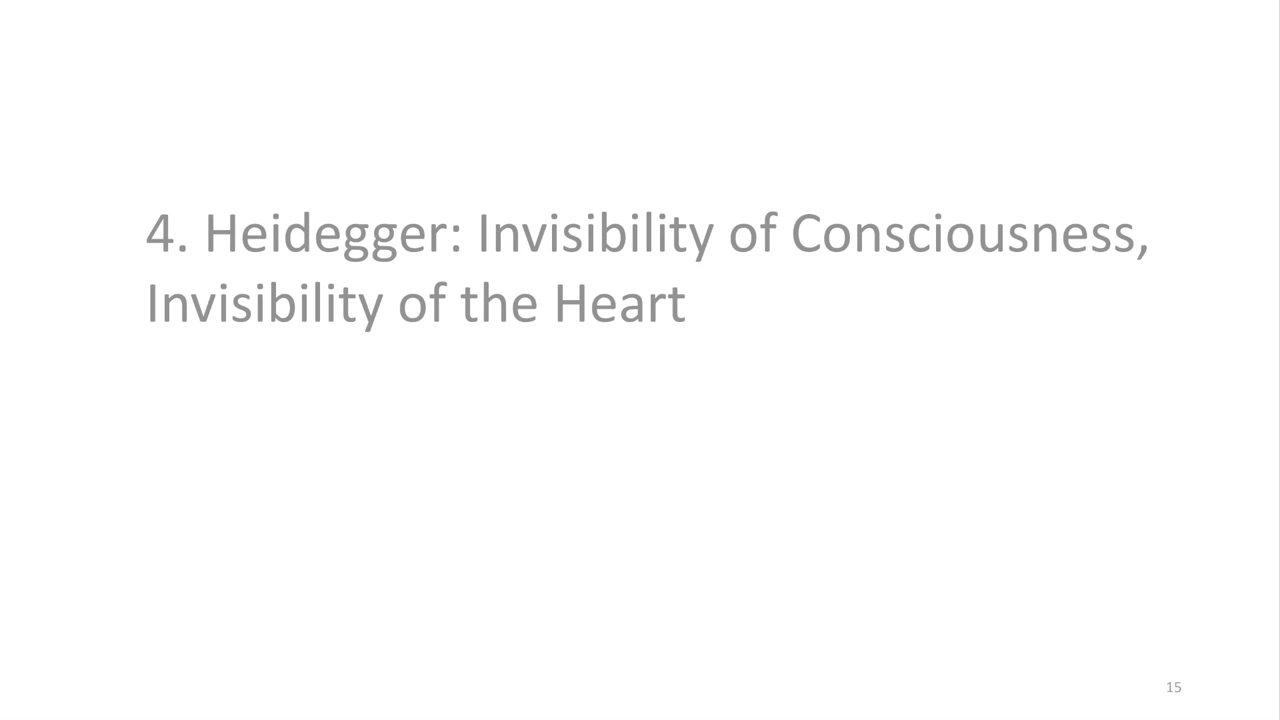 4. Heidegger: Invisibility of Consciousness,
Invisibility of the Heart
15